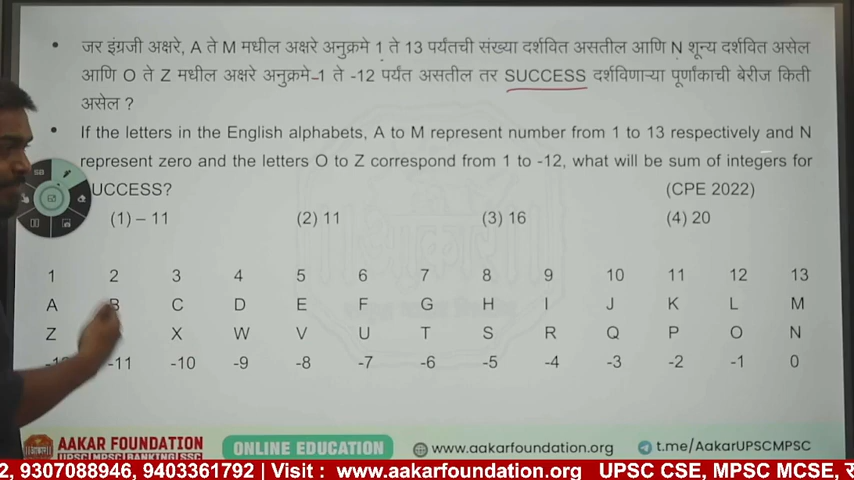 • जर इंग्रजी अक्षरे, A ते M मधील अक्षरे अनुक्रमे 1 ते 13 पर्यंतची संख्या दर्शवित असतील आणि N शून्य दर्शवित असेल
आणि O ते Z मधील अक्षरे अनुक्रमे -1 ते -12 पर्यंत असतील तर SUCCESS दर्शविणाऱ्या पूर्णांकाची बेरीज किती
असेल ?
• If the letters in the English alphabets, A to M represent number from 1 to 13 respectively and N
represent zero and the letters O to Z correspond from 1 to -12, what will be sum of integers for
UCCESS? (CPE 2022)
(1) – 11 (2) 11 (3) 16 (4) 20
1 2 3 4 5 6 7 8 9 10 11 12 13
A B C D E F G H I J K L M
Z X W V U T S R Q P O N
-11 -10 -9 -8 -7 -6 -5 -4 -3 -2 -1 0
AAKAR FOUNDATION
UPSC MPSC BANKING SSC
ONLINE EDUCATION
www.aakarfoundation.org
t.me/AakarUPSCMPSC
2, 9307088946, 9403361792 | Visit : www.aakarfoundation.org UPSC CSE, MPSC MCSE,